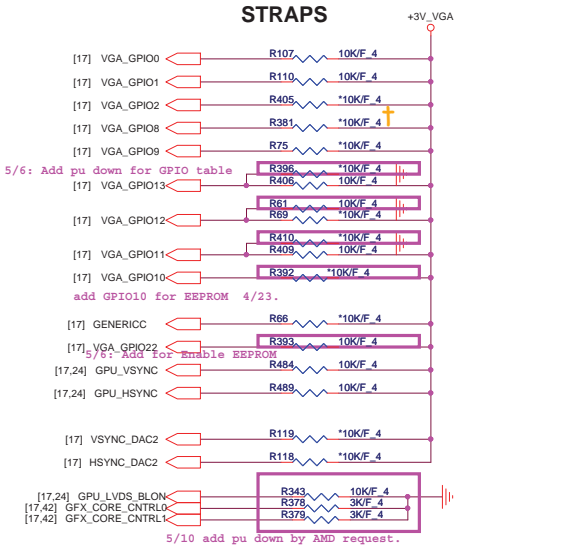 STRAPS
+3V_VGA
[17] VGA_GPIO0 R107 10K/F_4
[17] VGA_GPIO1 R110 10K/F_4
[17] VGA_GPIO2 R405 *10K/F_4
[17] VGA_GPIO8 R381 *10K/F_4
[17] VGA_GPIO9 R75 *10K/F_4
5/6: Add pu down for GPIO table R396 *10K/F_4
[17] VGA_GPIO13 R406 10K/F_4
R61 10K/F_4
[17] VGA_GPIO12 R69 *10K/F_4
R410 *10K/F_4
[17] VGA_GPIO11 R409 10K/F_4
[17] VGA_GPIO10 R392 *10K/F_4
add GPIO10 for EEPROM 4/23.
[17] GENERICC R66 *10K/F_4
[17] VGA_GPIO22 R393 10K/F_4
5/6: Add for Enable EEPROM
[17,24] GPU_VSYNC R484 10K/F_4
[17,24] GPU_HSYNC R489 10K/F_4
[17] VSYNC_DAC2 R119 *10K/F_4
[17] HSYNC_DAC2 R118 *10K/F_4
[17,24] GPU_LVDS_BLON R343 10K/F_4
[17,42] GFX_CORE_CNTRL0 R378 3K/F_4
[17,42] GFX_CORE_CNTRL1 R379 3K/F_4
5/10 add pu down by AMD request.